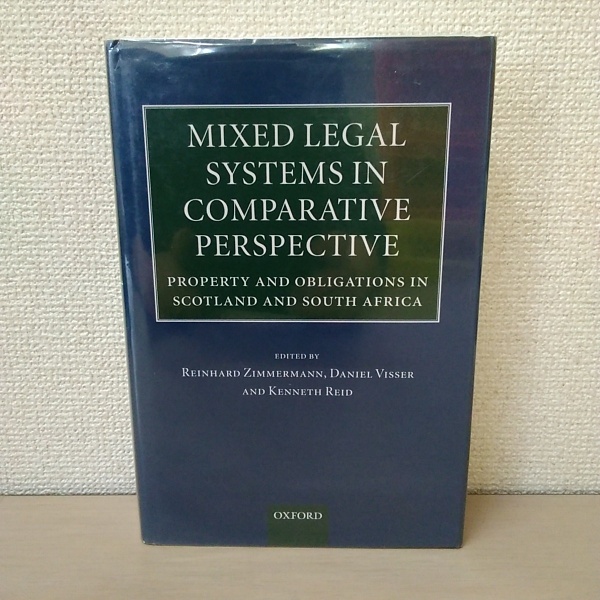 MIXED LEGAL
SYSTEMS IN
COMPARATIVE
PERSPECTIVE
PROPERTY AND OBLIGATIONS IN
SCOTLAND AND SOUTH AFRICA
EDITED BY
REINHARD ZIMMERMANN, DANIEL VISSER
AND KENNETH REID
OXFORD